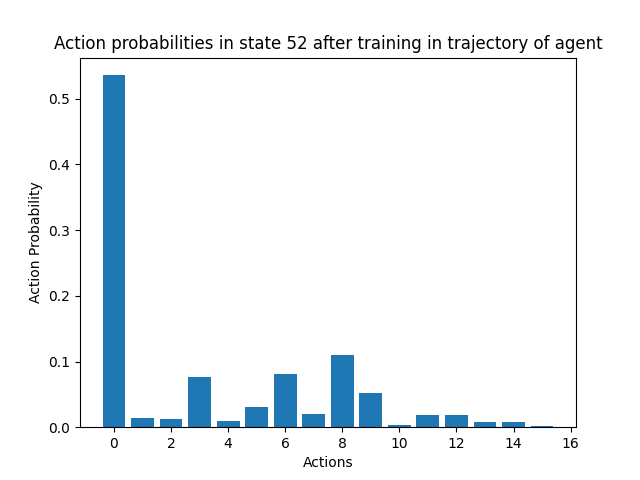 Action probabilities in state 52 after training in trajectory of agent
0.5
0.4
0.3
0.2
0.1
0.0
Action Probability
0 2 4 6 8 10 12 14 16
Actions